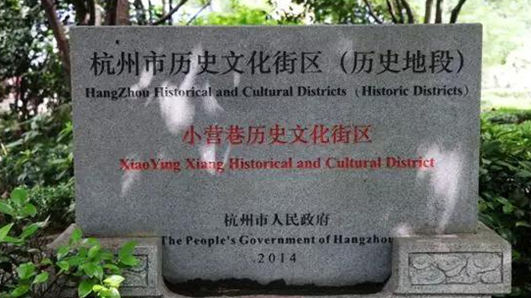 杭州市历史文化街区（历史地段）
HangZhou Historical and Cultural Districts（Historic Districts）
小营巷历史文化街区
XiaoYing Xiang Historical and Cultural District
杭州市人民政府
The People's Government of Hangzhou
.2014